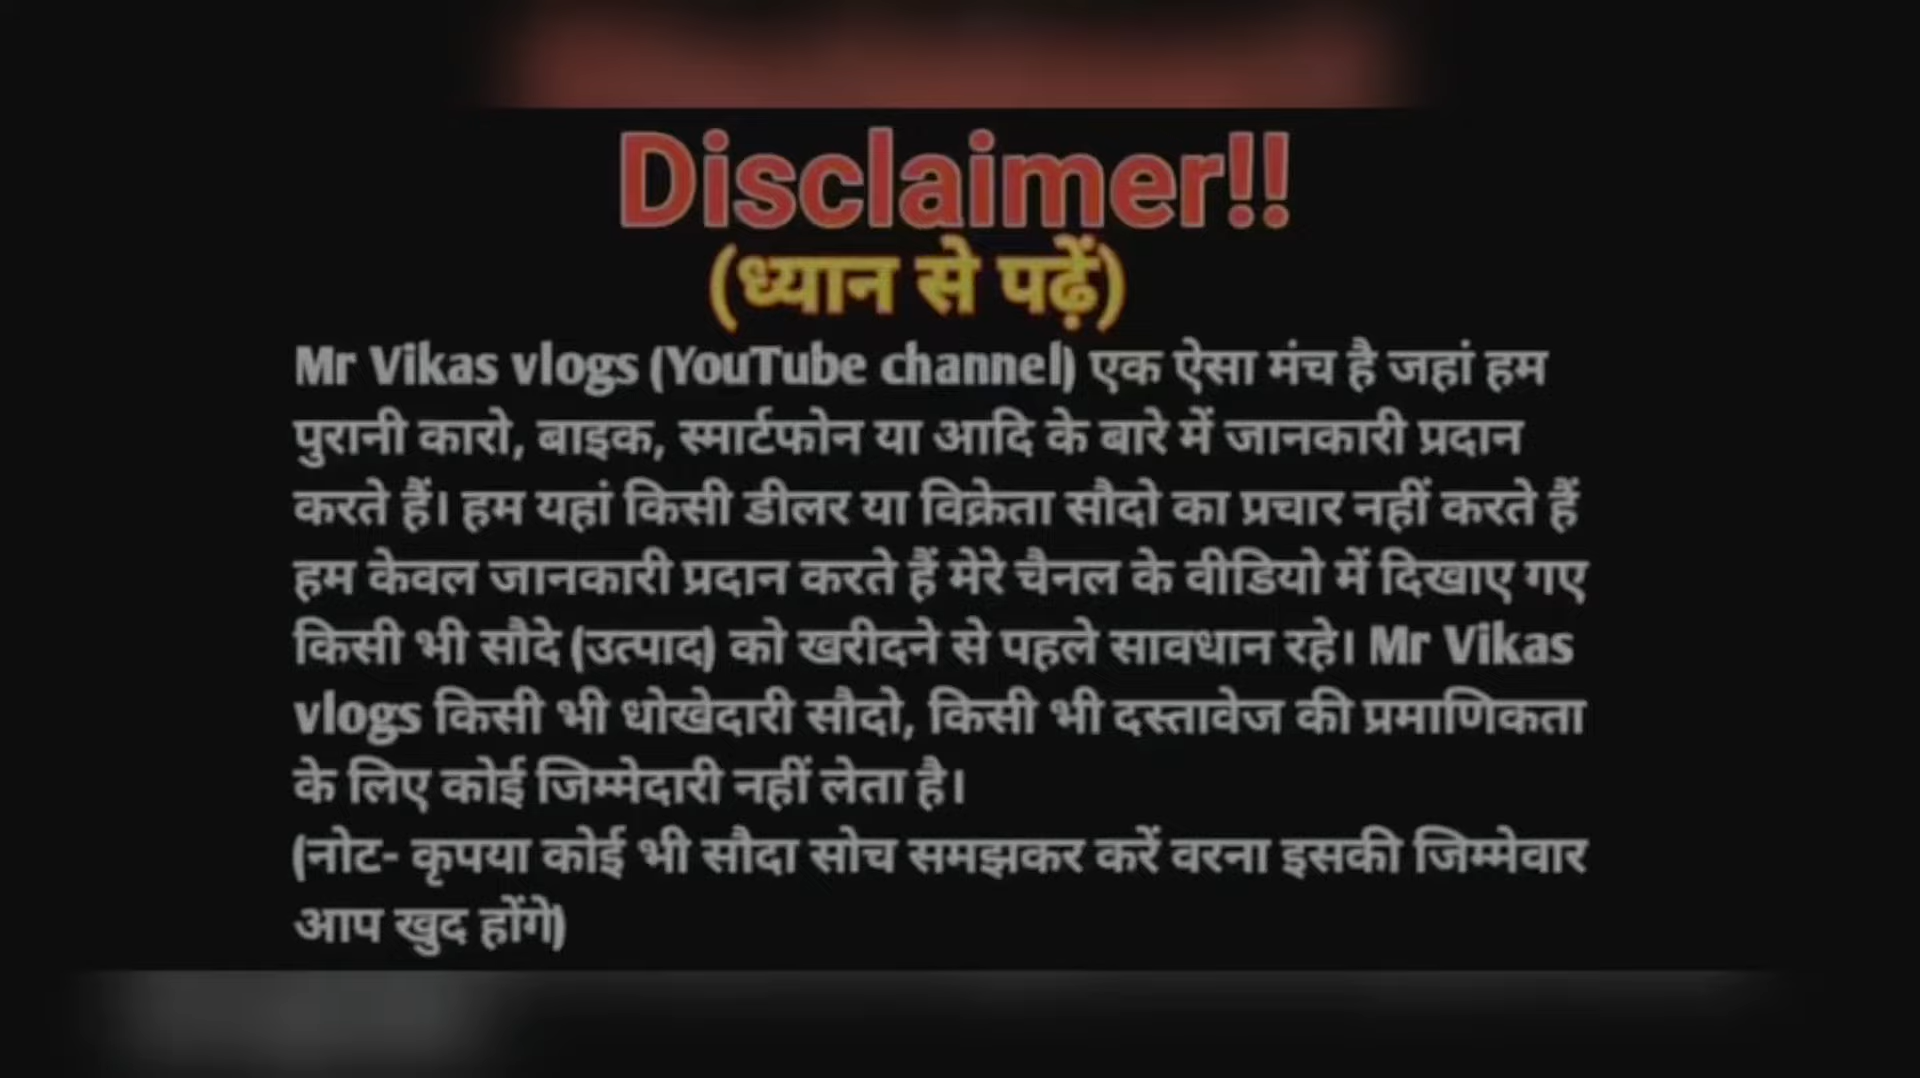 Disclaimer!!
(ध्यान से पढ़ें)
Mr Vikas vlogs (YouTube channel) एक ऐसा मंच है जहां हम
पुरानी कारो, बाइक, स्मार्टफोन या आदि के बारे में जानकारी प्रदान
करते हैं। हम यहां किसी डीलर या विक्रेता सौदो का प्रचार नहीं करते हैं
हम केवल जानकारी प्रदान करते हैं मेरे चैनल के वीडियो में दिखाए गए
किसी भी सौदे (उत्पाद) को खरीदने से पहले सावधान रहे। Mr Vikas
vlogs किसी भी धोखेदारी सौदो, किसी भी दस्तावेज की प्रमाणिकता
के लिए कोई जिम्मेदारी नहीं लेता है।
(नोट- कृपया कोई भी सौदा सोच समझकर करें वरना इसकी जिम्मेवार
आप खुद होंगे)